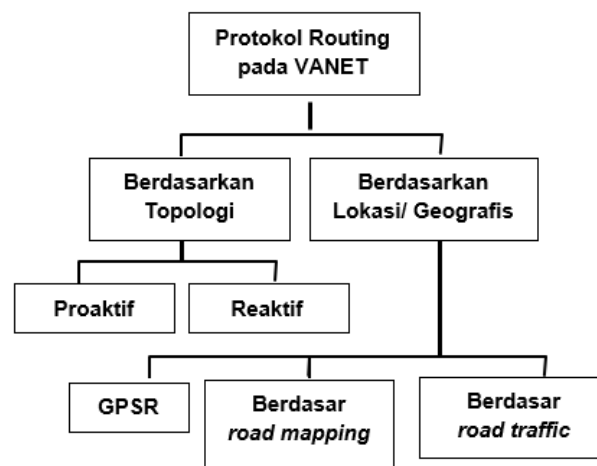 Protokol Routing
pada VANET
Berdasarkan
Topologi
Berdasarkan
Lokasi/ Geografis
Proaktif
Reaktif
GPSR
Berdasar
road mapping
Berdasar
road traffic